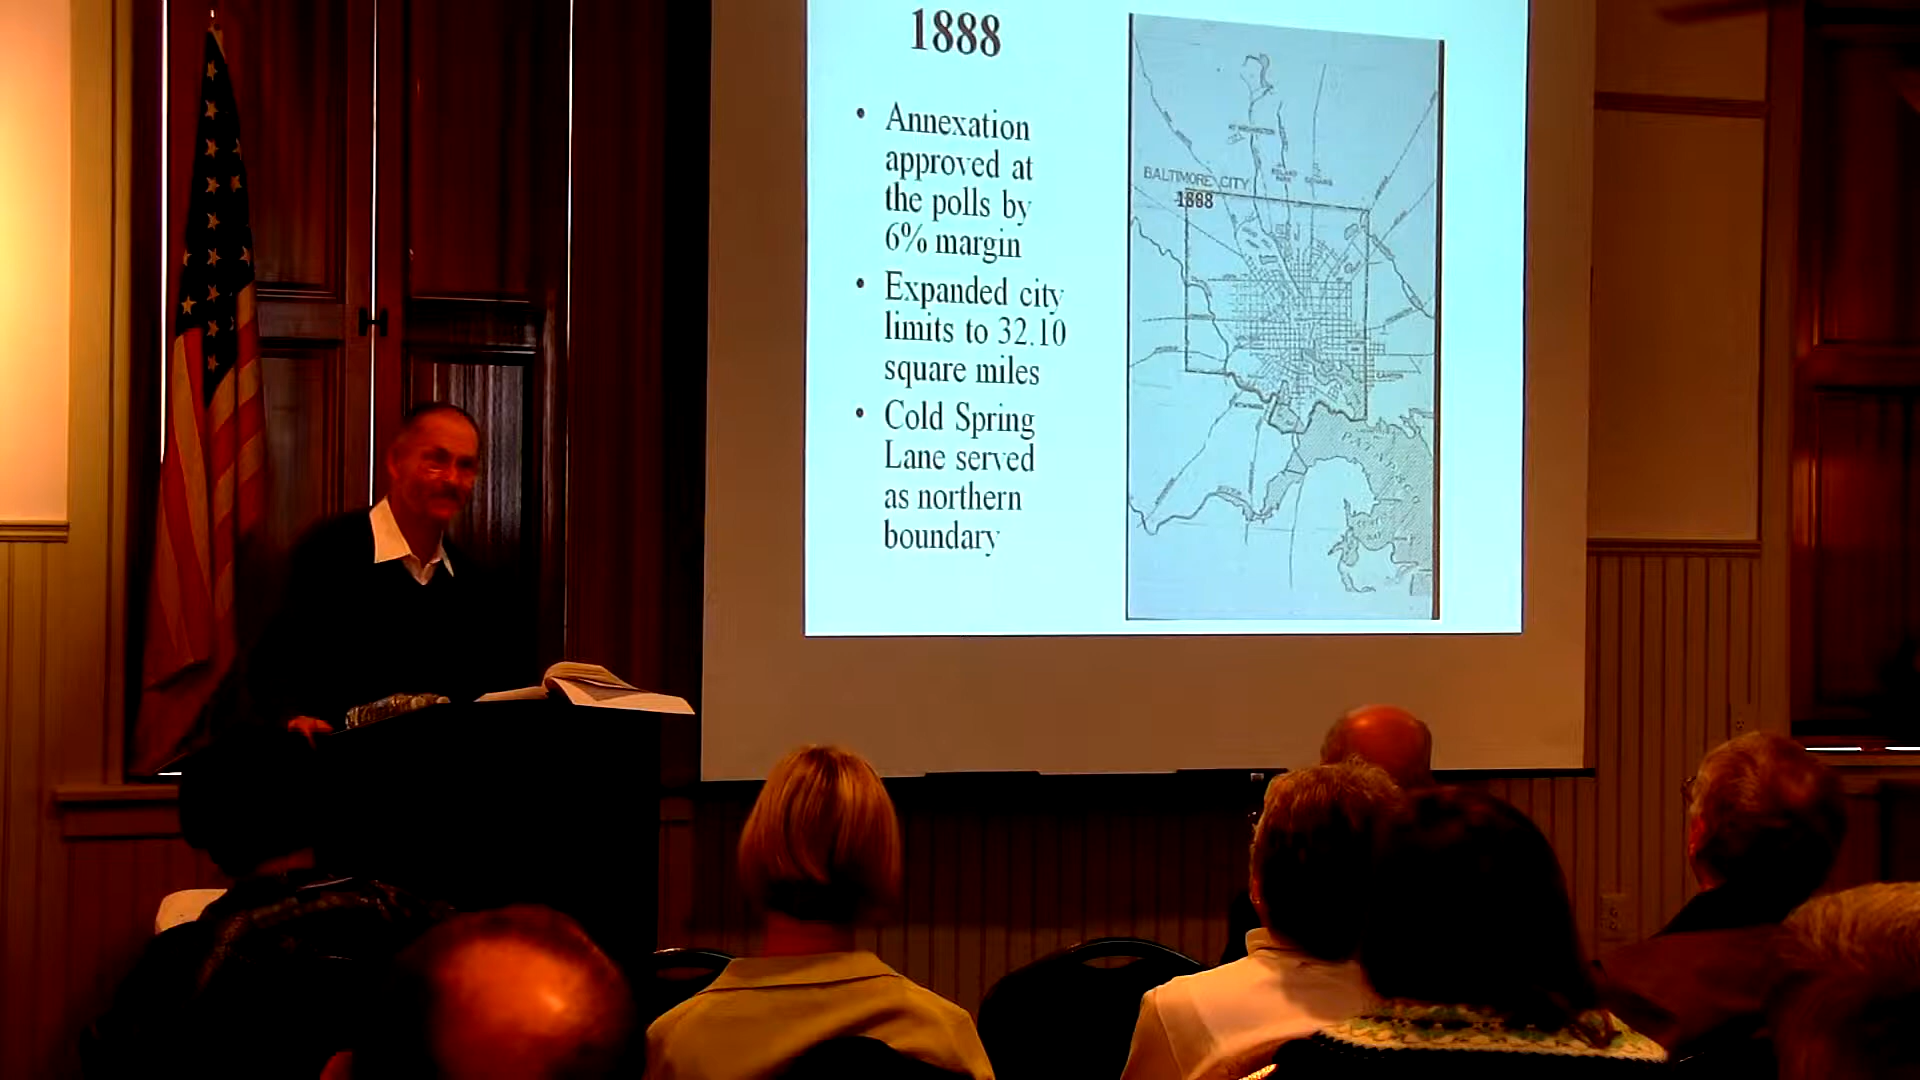 1888
• Annexation
approved at
the polls by
6% margin
• Expanded city
limits to 32.10
square miles
• Cold Spring
Lane served
as northern
boundary
BALTIMORE CITY
1888